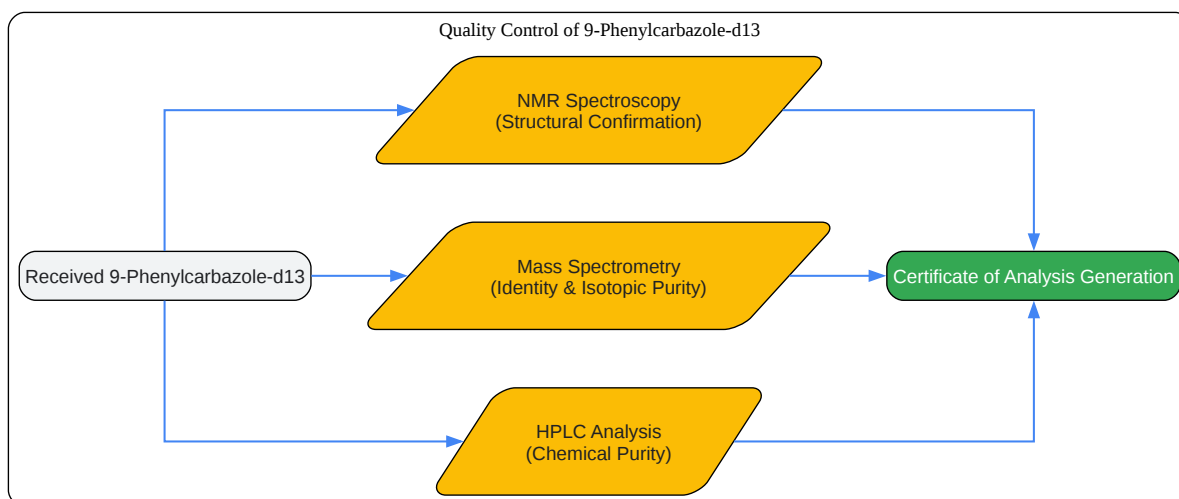 Quality Control of 9-Phenylcarbazole-d13
NMR Spectroscopy
(Structural Confirmation)
Received 9-Phenylcarbazole-d13
Mass Spectrometry
(Identity & Isotopic Purity)
Certificate of Analysis Generation
HPLC Analysis
(Chemical Purity)